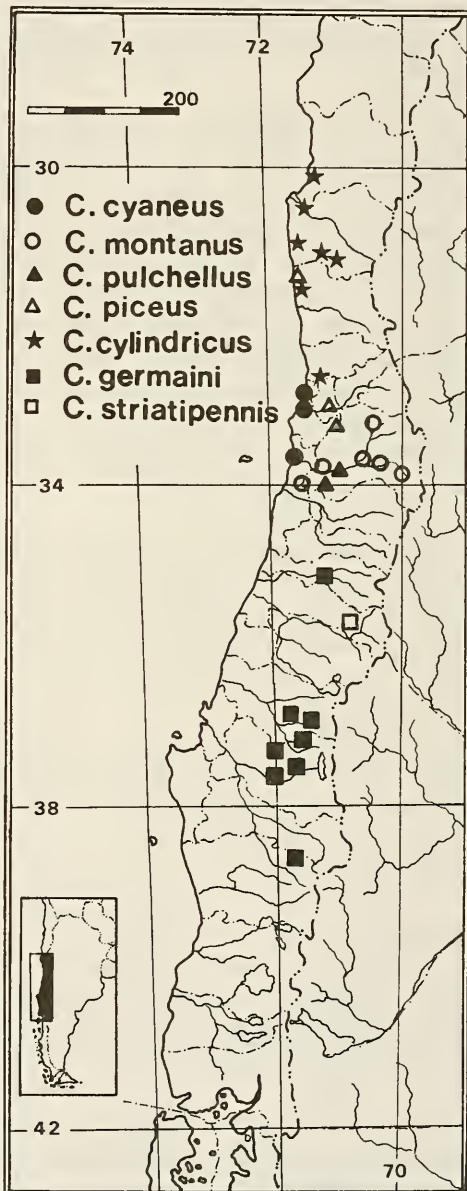 74 72
200
30
C. cyaneus
C. montanus
C. pulchellus
C. piceus
C. cylindricus
C. germaini
C. striatipennis
34
38
42
70